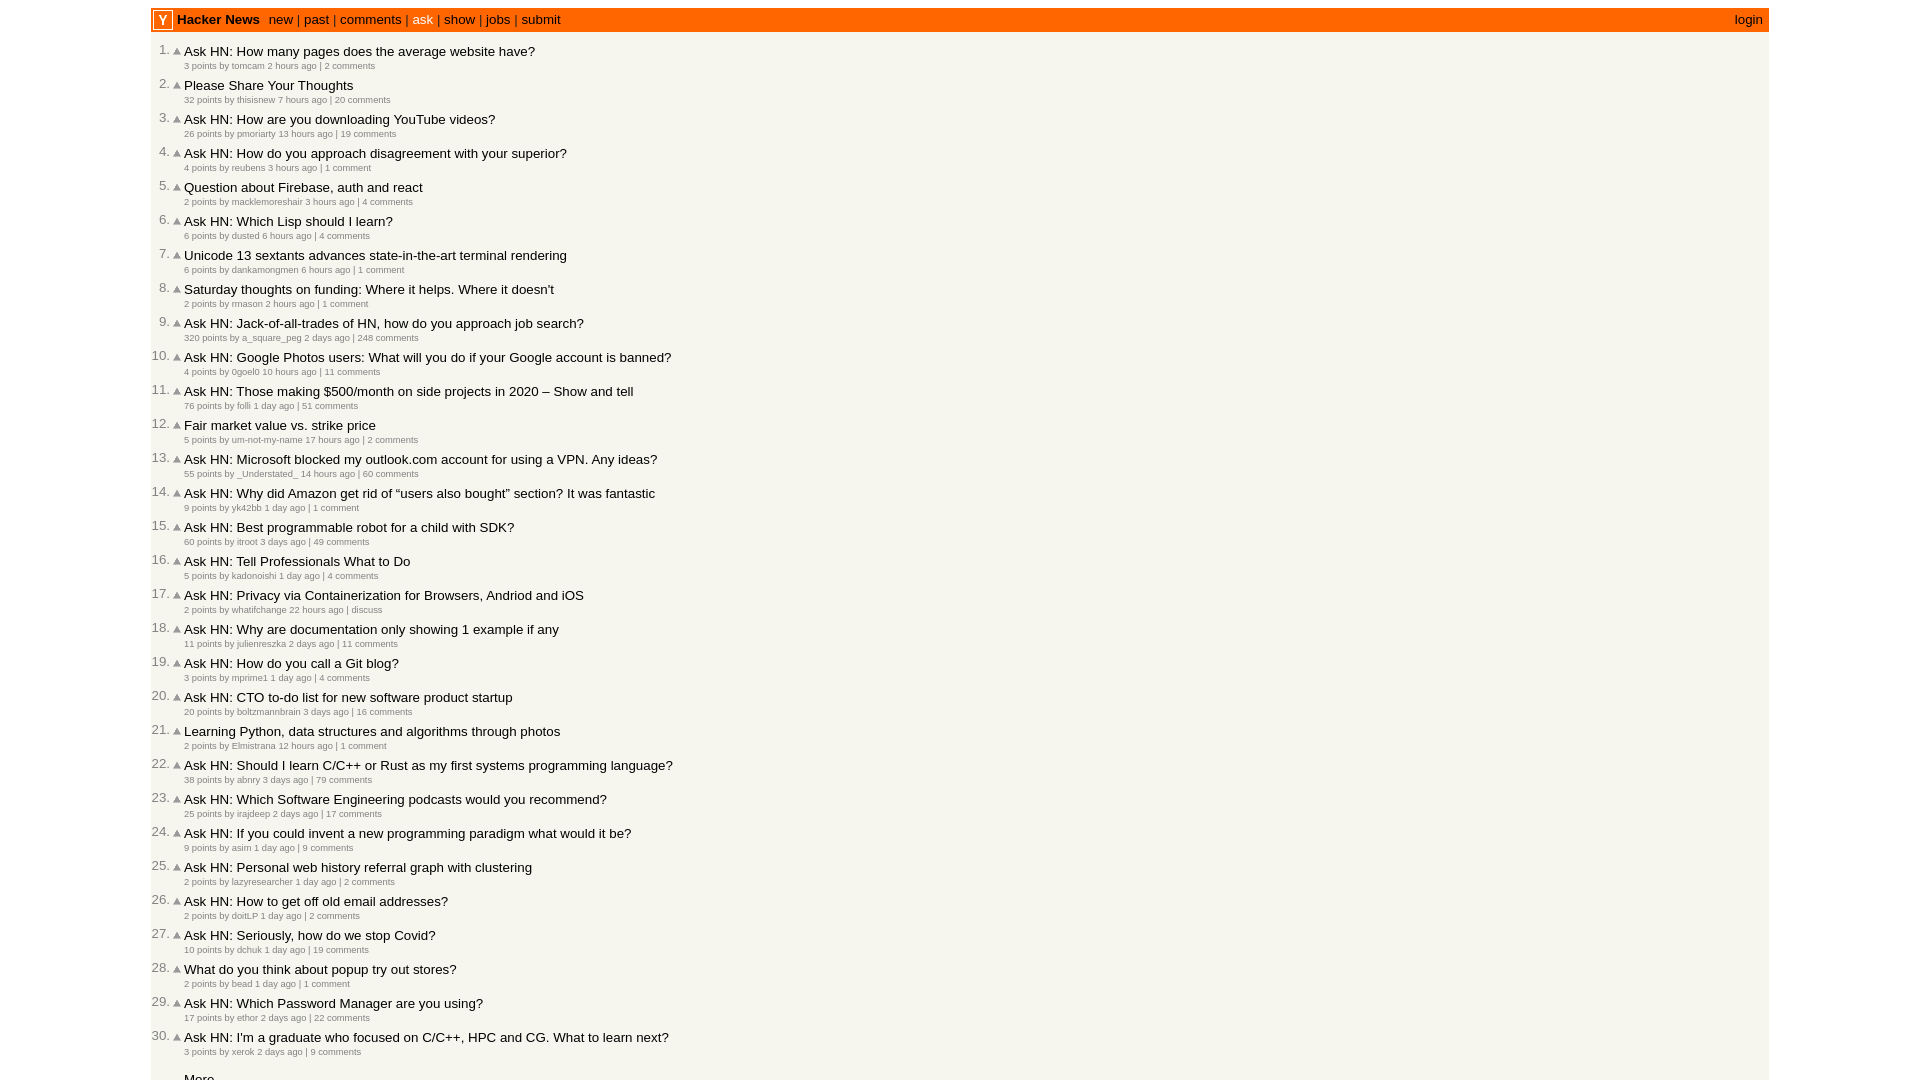 Y Hacker News new | past | comments | ask | show | jobs | submit login
1. Ask HN: How many pages does the average website have?
3 points by tomcam 2 hours ago | 2 comments
2. Please Share Your Thoughts
32 points by thisisnew 7 hours ago | 20 comments
3. Ask HN: How are you downloading YouTube videos?
26 points by pmoriarty 13 hours ago | 19 comments
4. Ask HN: How do you approach disagreement with your superior?
4 points by reubens 3 hours ago | 1 comment
5. Question about Firebase, auth and react
2 points by macklemoreshair 3 hours ago | 4 comments
6. Ask HN: Which Lisp should I learn?
6 points by dusted 6 hours ago | 4 comments
7. Unicode 13 sextants advances state-in-the-art terminal rendering
6 points by dankamongmen 6 hours ago | 1 comment
8. Saturday thoughts on funding: Where it helps. Where it doesn't
2 points by rmason 2 hours ago | 1 comment
9. Ask HN: Jack-of-all-trades of HN, how do you approach job search?
320 points by a_square_peg 2 days ago | 248 comments
10. Ask HN: Google Photos users: What will you do if your Google account is banned?
4 points by 0goel0 10 hours ago | 11 comments
11. Ask HN: Those making $500/month on side projects in 2020 – Show and tell
76 points by folli 1 day ago | 51 comments
12. Fair market value vs. strike price
5 points by um-not-my-name 17 hours ago | 2 comments
13. Ask HN: Microsoft blocked my outlook.com account for using a VPN. Any ideas?
55 points by _Understated_ 14 hours ago | 60 comments
14. Ask HN: Why did Amazon get rid of “users also bought” section? It was fantastic
9 points by yk42bb 1 day ago | 1 comment
15. Ask HN: Best programmable robot for a child with SDK?
60 points by itroot 3 days ago | 49 comments
16. Ask HN: Tell Professionals What to Do
5 points by kadonoishi 1 day ago | 4 comments
17. Ask HN: Privacy via Containerization for Browsers, Andriod and iOS
2 points by whatifchange 22 hours ago | discuss
18. Ask HN: Why are documentation only showing 1 example if any
11 points by julienreszka 2 days ago | 11 comments
19. Ask HN: How do you call a Git blog?
3 points by mprime1 1 day ago | 4 comments
20. Ask HN: CTO to-do list for new software product startup
20 points by boltzmannbrain 3 days ago | 16 comments
21. Learning Python, data structures and algorithms through photos
2 points by Elmistrana 12 hours ago | 1 comment
22. Ask HN: Should I learn C/C++ or Rust as my first systems programming language?
38 points by abnry 3 days ago | 79 comments
23. Ask HN: Which Software Engineering podcasts would you recommend?
25 points by irajdeep 2 days ago | 17 comments
24. Ask HN: If you could invent a new programming paradigm what would it be?
9 points by asim 1 day ago | 9 comments
25. Ask HN: Personal web history referral graph with clustering
2 points by lazyresearcher 1 day ago | 2 comments
26. Ask HN: How to get off old email addresses?
2 points by doitLP 1 day ago | 2 comments
27. Ask HN: Seriously, how do we stop Covid?
10 points by dchuk 1 day ago | 19 comments
28. What do you think about popup try out stores?
2 points by bead 1 day ago | 1 comment
29. Ask HN: Which Password Manager are you using?
17 points by ethor 2 days ago | 22 comments
30. Ask HN: I'm a graduate who focused on C/C++, HPC and CG. What to learn next?
3 points by xerok 2 days ago | 9 comments
More